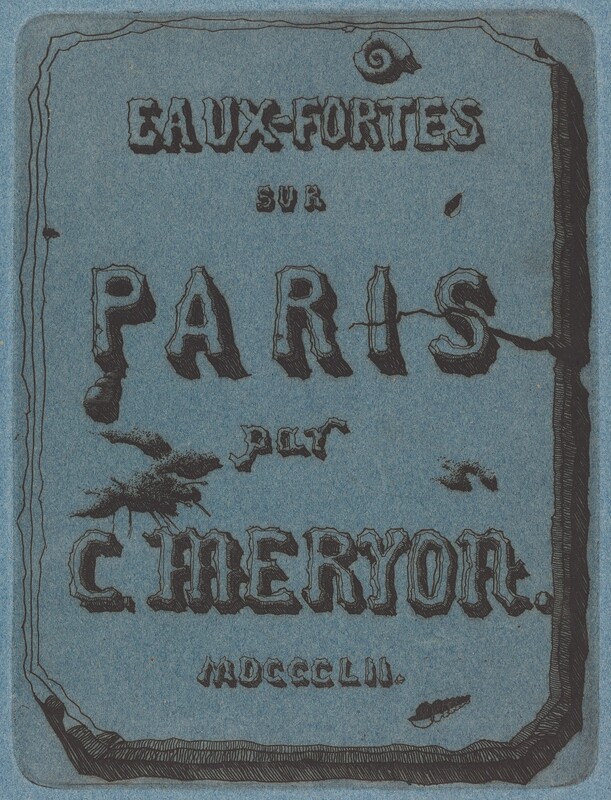 EAUX-FORTES
SUR
PARIS
par
C. MERYON.
MDCCCLII.